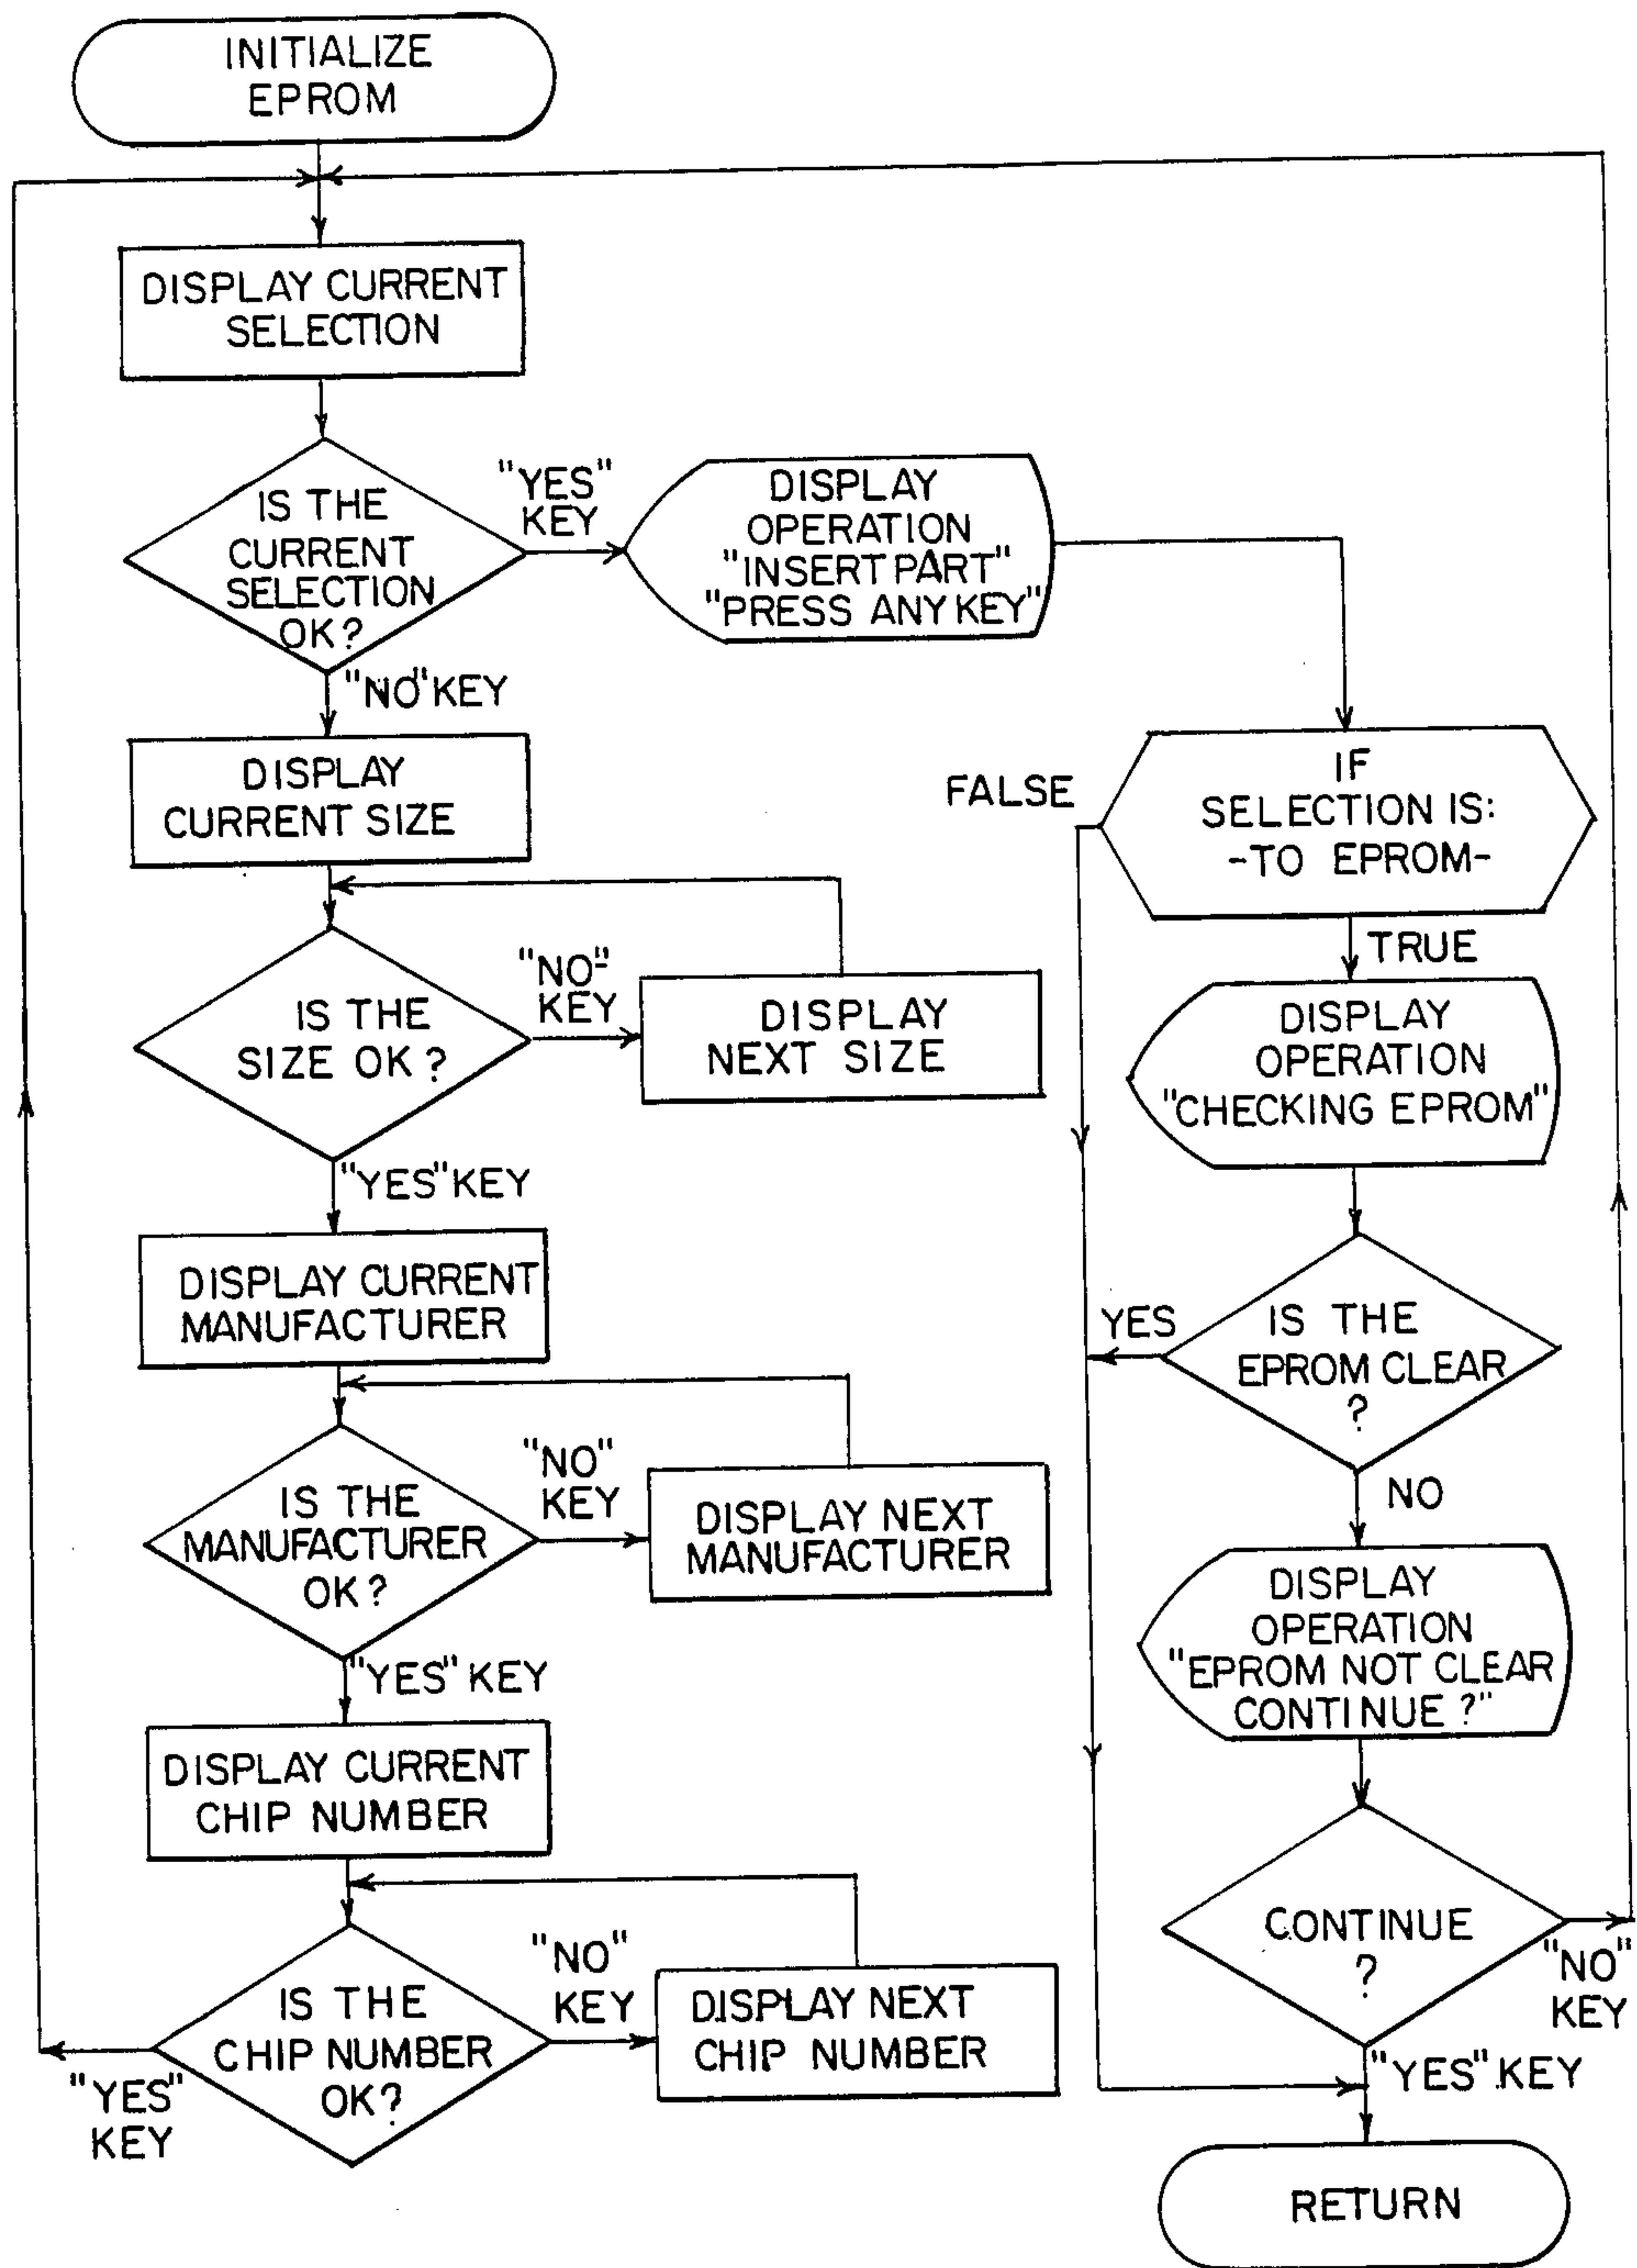 INITIALIZE
EPROM
DISPLAY CURRENT
SELECTION
IS THE
CURRENT
SELECTION
OK?
"YES"
KEY
DISPLAY
OPERATION
"INSERT PART"
"PRESS ANY KEY"
"NO" KEY
DISPLAY
CURRENT SIZE
IS THE
SIZE OK?
"NO"
KEY
DISPLAY
NEXT SIZE
"YES" KEY
DISPLAY CURRENT
MANUFACTURER
IS THE
MANUFACTURER
OK?
"NO"
KEY
DISPLAY NEXT
MANUFACTURER
"YES" KEY
DISPLAY CURRENT
CHIP NUMBER
IS THE
CHIP NUMBER
OK?
"NO"
KEY
DISPLAY NEXT
CHIP NUMBER
"YES"
KEY
IF
SELECTION IS:
-TO EPROM-
FALSE
TRUE
DISPLAY
OPERATION
"CHECKING EPROM"
IS THE
EPROM CLEAR
?
YES
NO
DISPLAY
OPERATION
"EPROM NOT CLEAR
CONTINUE?"
CONTINUE
?
"NO"
KEY
"YES" KEY
RETURN